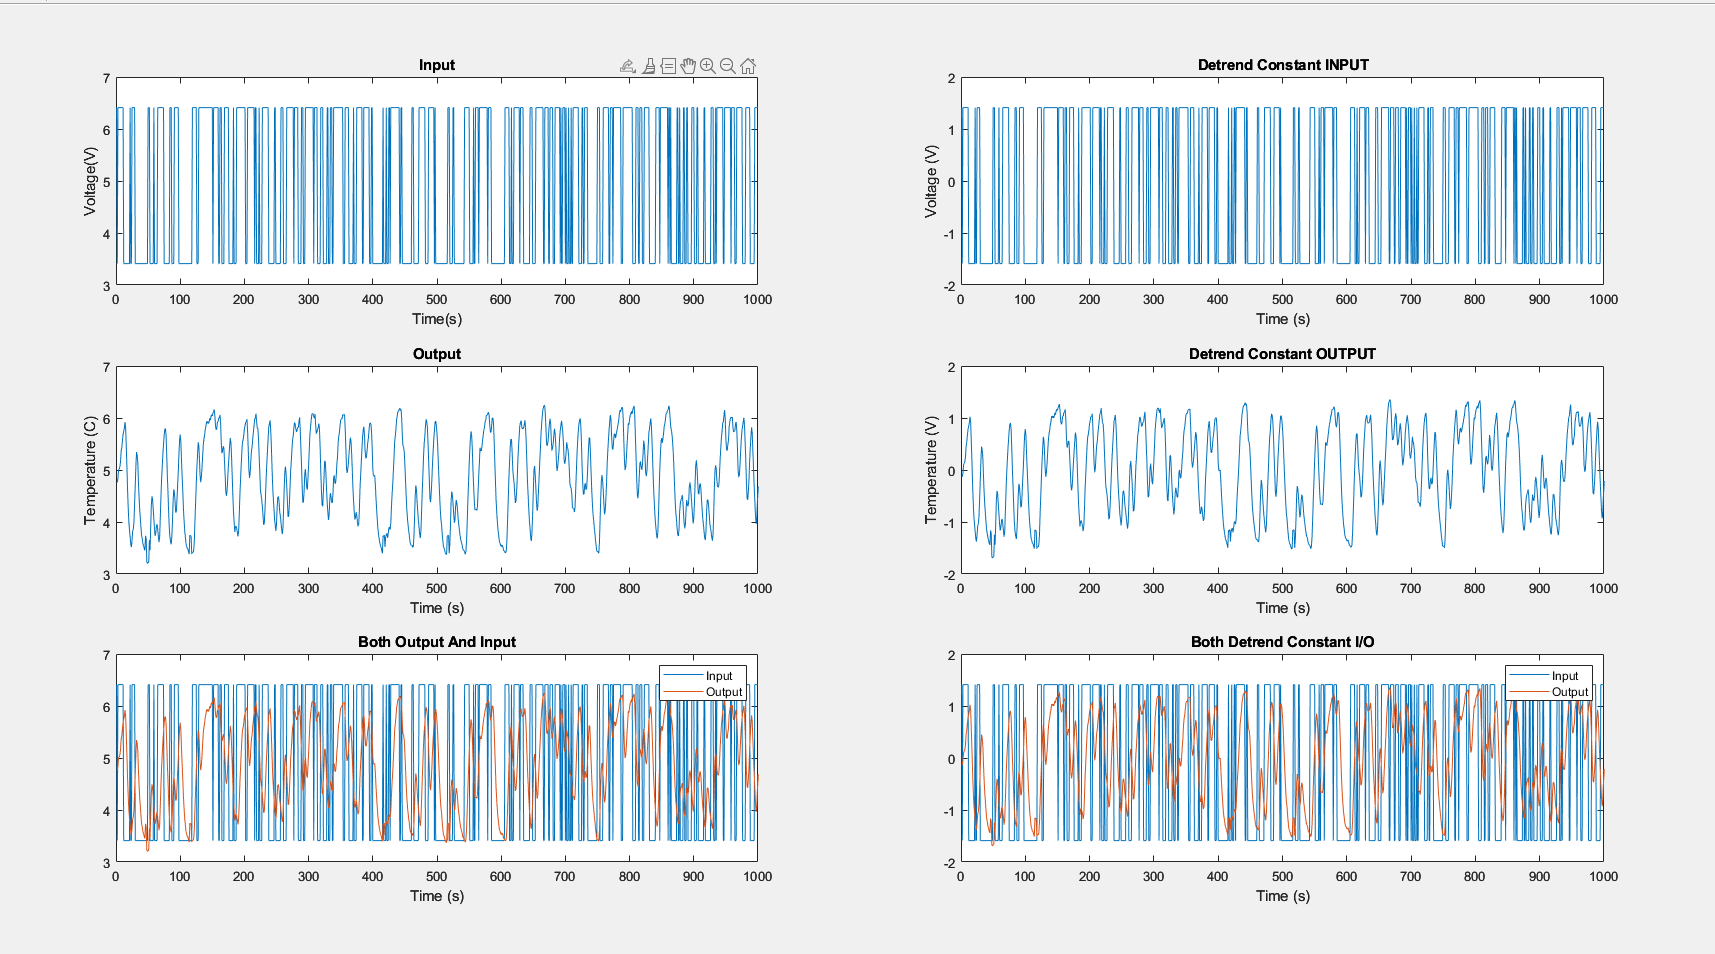 Input
7
6
5
4
3
Voltage(V)
0 100 200 300 400 500 600 700 800 900 1000
Time(s)
Detrend Constant INPUT
2
1
0
-1
-2
Voltage (V)
0 100 200 300 400 500 600 700 800 900 1000
Time (s)
Output
7
6
5
4
3
Temperature (C)
0 100 200 300 400 500 600 700 800 900 1000
Time (s)
Detrend Constant OUTPUT
2
1
0
-1
-2
Temperature (V)
0 100 200 300 400 500 600 700 800 900 1000
Time (s)
Both Output And Input
7
6
5
4
3
Input
Output
0 100 200 300 400 500 600 700 800 900 1000
Time (s)
Both Detrend Constant I/O
2
1
0
-1
-2
Input
Output
0 100 200 300 400 500 600 700 800 900 1000
Time (s)